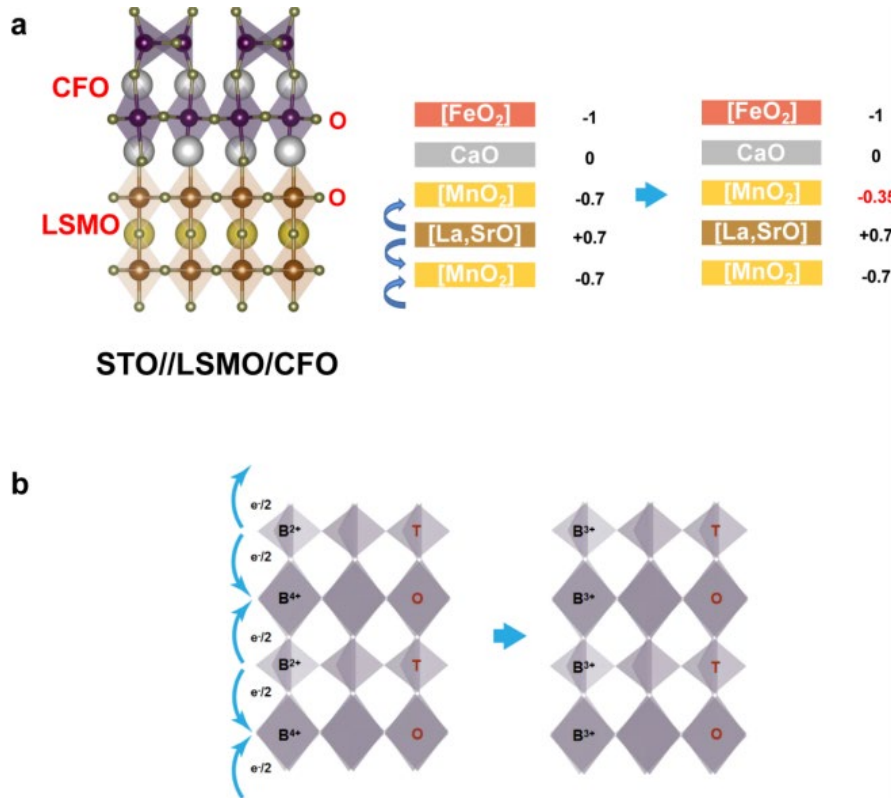 a
CFO
O
O
LSMO
STO//LSMO/CFO
[FeO₂] -1
CaO 0
[MnO₂] -0.7
[La,SrO] +0.7
[MnO₂] -0.7
[FeO₂] -1
CaO 0
[MnO₂] -0.35
[La,SrO] +0.7
[MnO₂] -0.7
b
e⁻/2
B²⁺ T
e⁻/2
B⁴⁺ O
e⁻/2
B²⁺ T
e⁻/2
B⁴⁺ O
e⁻/2
B³⁺ T
B³⁺ O
B³⁺ T
B³⁺ O